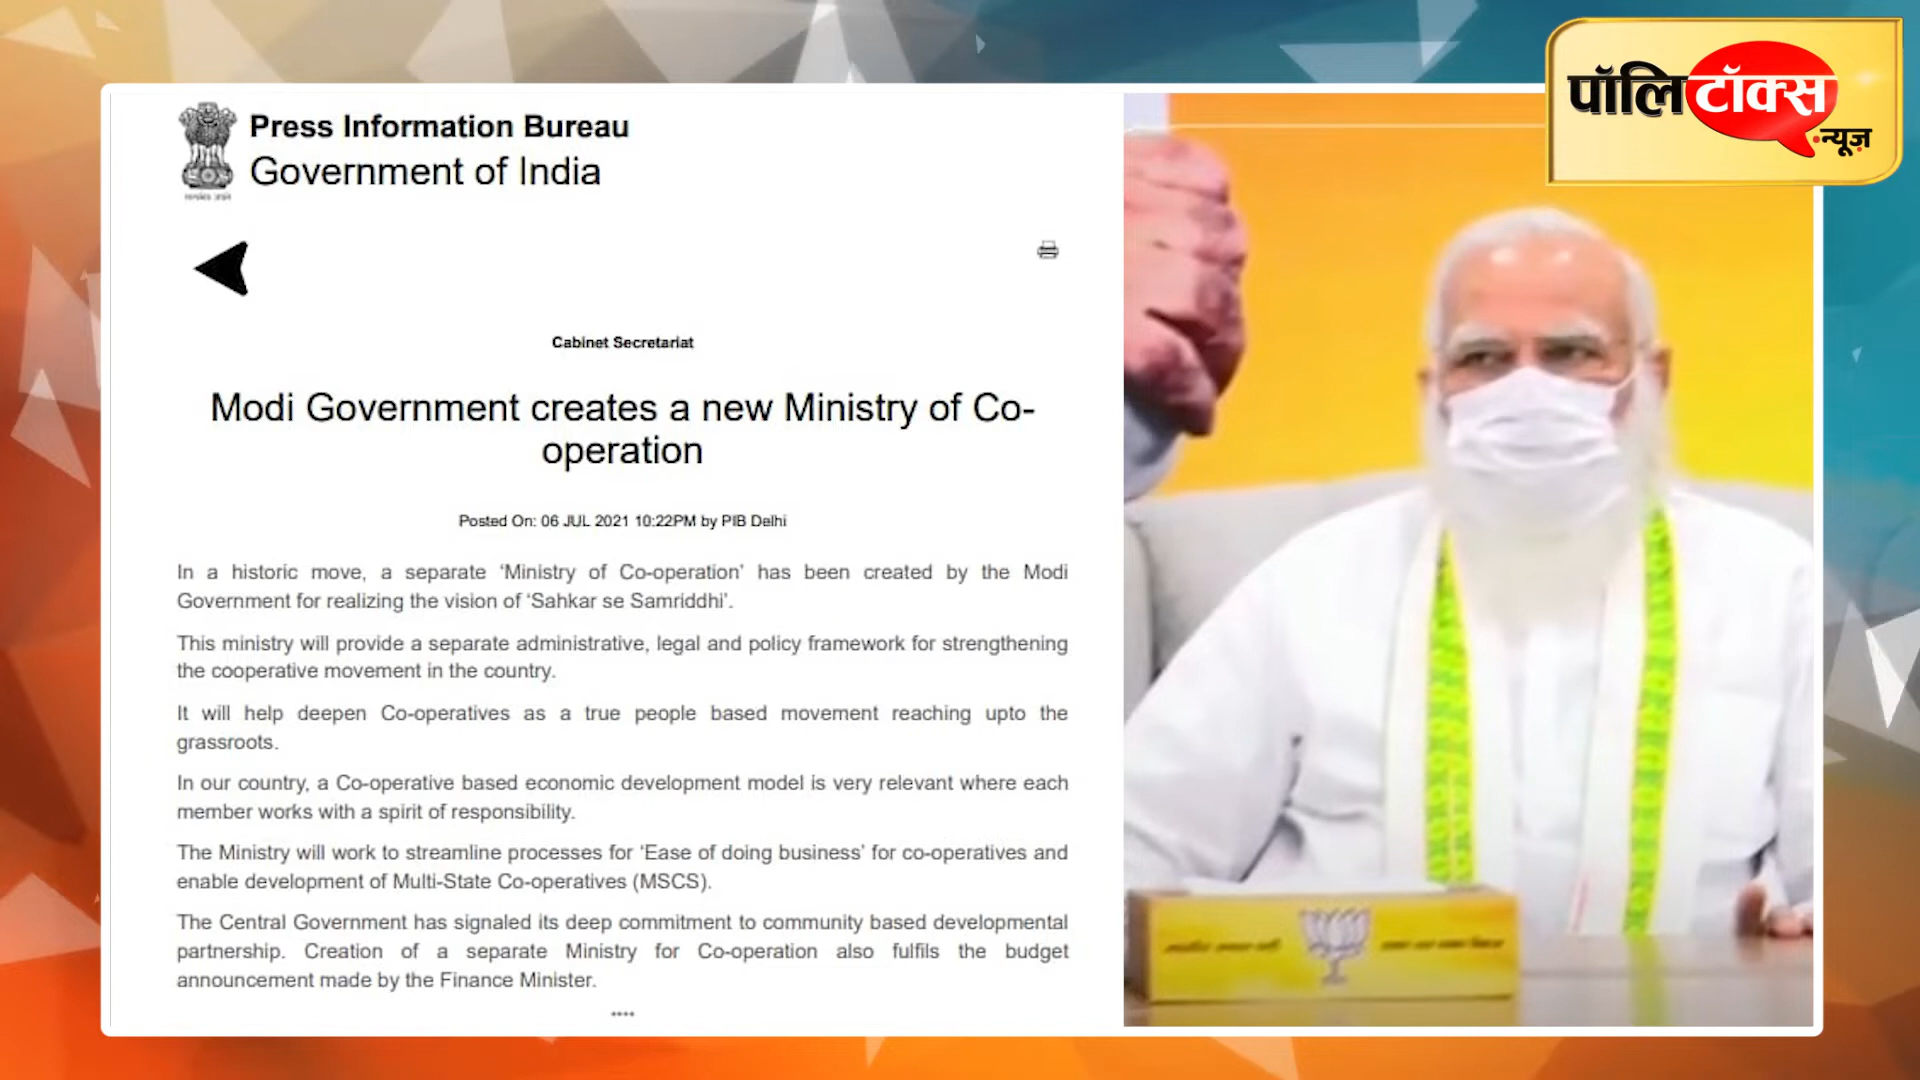 पॉलिटॉक्स
न्यूज़
Press Information Bureau
Government of India
Cabinet Secretariat
Modi Government creates a new Ministry of Co-
operation
Posted On: 06 JUL 2021 10:22PM by PIB Delhi
In a historic move, a separate ‘Ministry of Co-operation’ has been created by the Modi
Government for realizing the vision of ‘Sahkar se Samriddhi’.
This ministry will provide a separate administrative, legal and policy framework for strengthening
the cooperative movement in the country.
It will help deepen Co-operatives as a true people based movement reaching upto the
grassroots.
In our country, a Co-operative based economic development model is very relevant where each
member works with a spirit of responsibility.
The Ministry will work to streamline processes for ‘Ease of doing business’ for co-operatives and
enable development of Multi-State Co-operatives (MSCS).
The Central Government has signaled its deep commitment to community based developmental
partnership. Creation of a separate Ministry for Co-operation also fulfils the budget
announcement made by the Finance Minister.
****